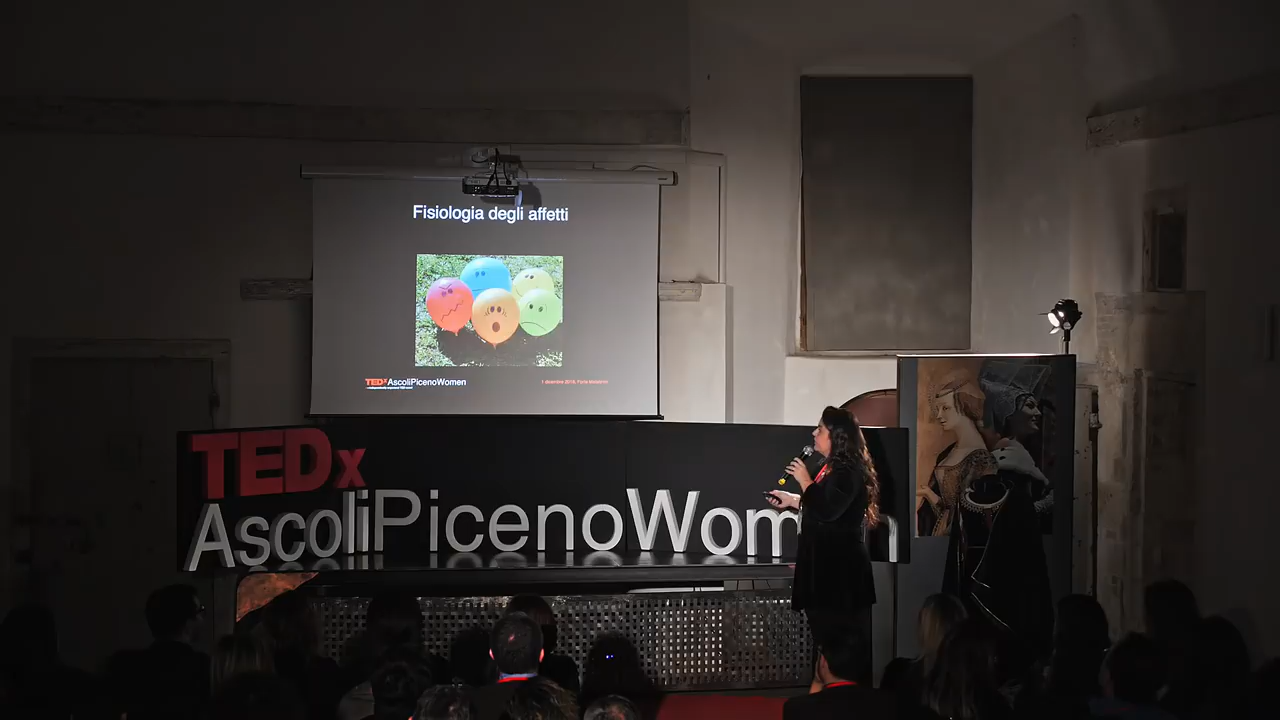 Fisiologia degli affetti
TEDxAscoliPicenoWomen
TEDx
AscoliPicenoWom n